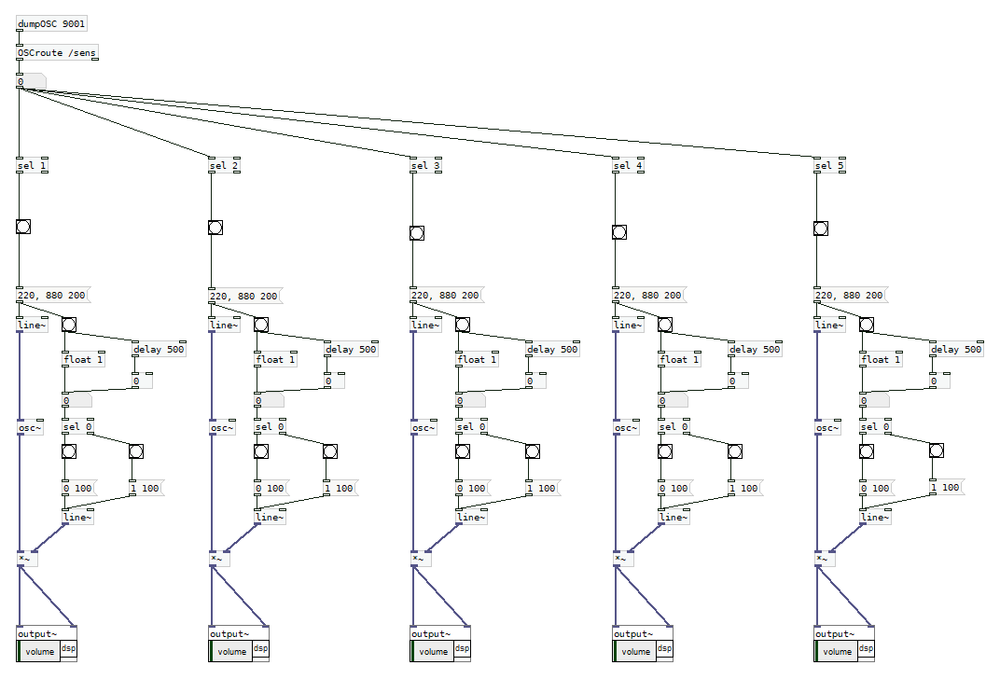 dumpOSC 9001
OSCroute /sens
0
sel 1 sel 2 sel 3 sel 4 sel 5
220, 880 200 220, 880 200 220, 880 200 220, 880 200 220, 880 200
line~ line~ line~ line~ line~
delay 500 delay 500 delay 500 delay 500 delay 500
float 1 float 1 float 1 float 1 float 1
0 0 0 0 0
0 0 0 0 0
osc~ sel 0 osc~ sel 0 osc~ sel 0 osc~ sel 0 osc~ sel 0
0 100 1 100 0 100 1 100 0 100 1 100 0 100 1 100 0 100 1 100
line~ line~ line~ line~ line~
*~ *~ *~ *~ *~
output~ output~ output~ output~ output~
volume dsp volume dsp volume dsp volume dsp volume dsp